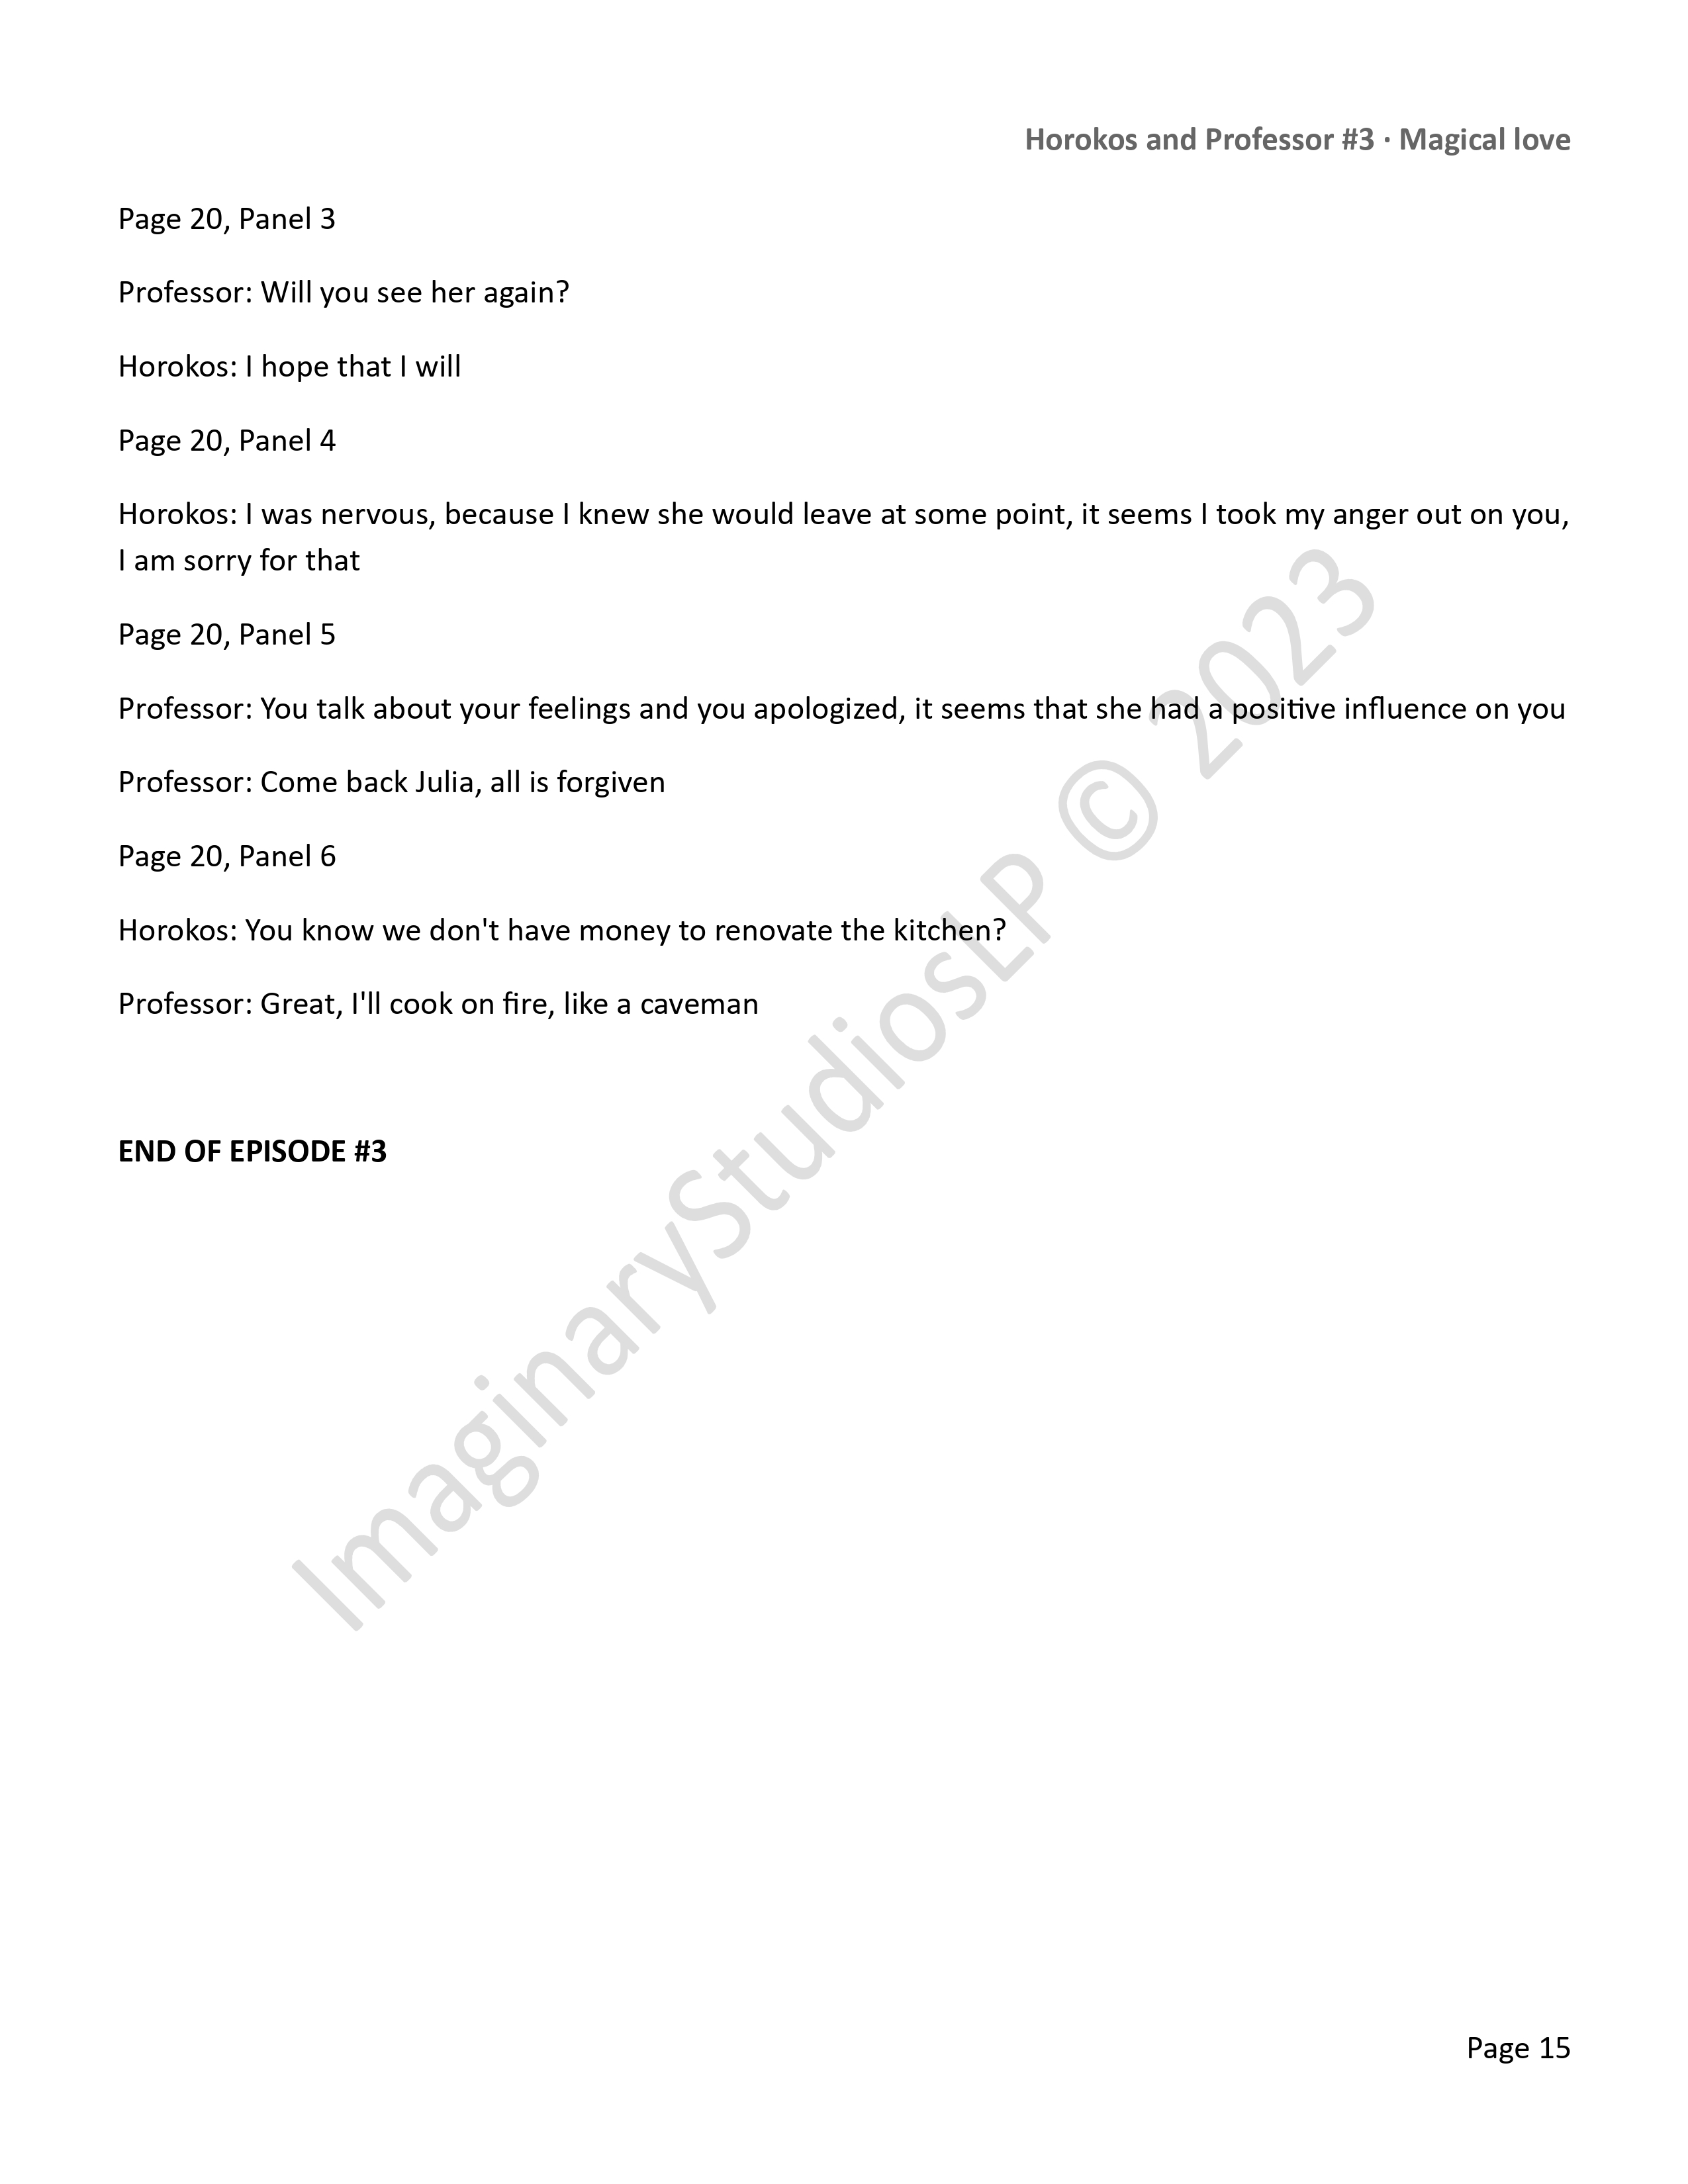 Horokos and Professor #3 · Magical love
Page 20, Panel 3
Professor: Will you see her again?
Horokos: I hope that I will
Page 20, Panel 4
Horokos: I was nervous, because I knew she would leave at some point, it seems I took my anger out on you,
I am sorry for that
Page 20, Panel 5
Professor: You talk about your feelings and you apologized, it seems that she had a positive influence on you
Professor: Come back Julia, all is forgiven
Page 20, Panel 6
Horokos: You know we don't have money to renovate the kitchen?
Professor: Great, I'll cook on fire, like a caveman
END OF EPISODE #3
ImaginaryStudiosLP © 2023
Page 15